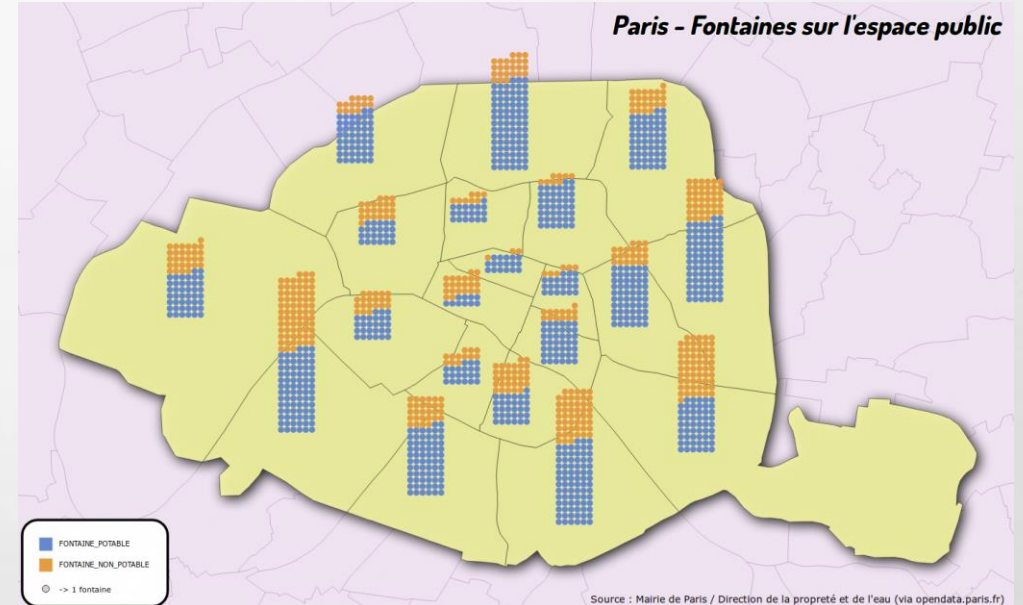 Paris - Fontaines sur l'espace public
FONTAINE_POTABLE
FONTAINE_NON_POTABLE
-> 1 fontaine
Source : Mairie de Paris / Direction de la propreté et de l'eau (via opendata.paris.fr)